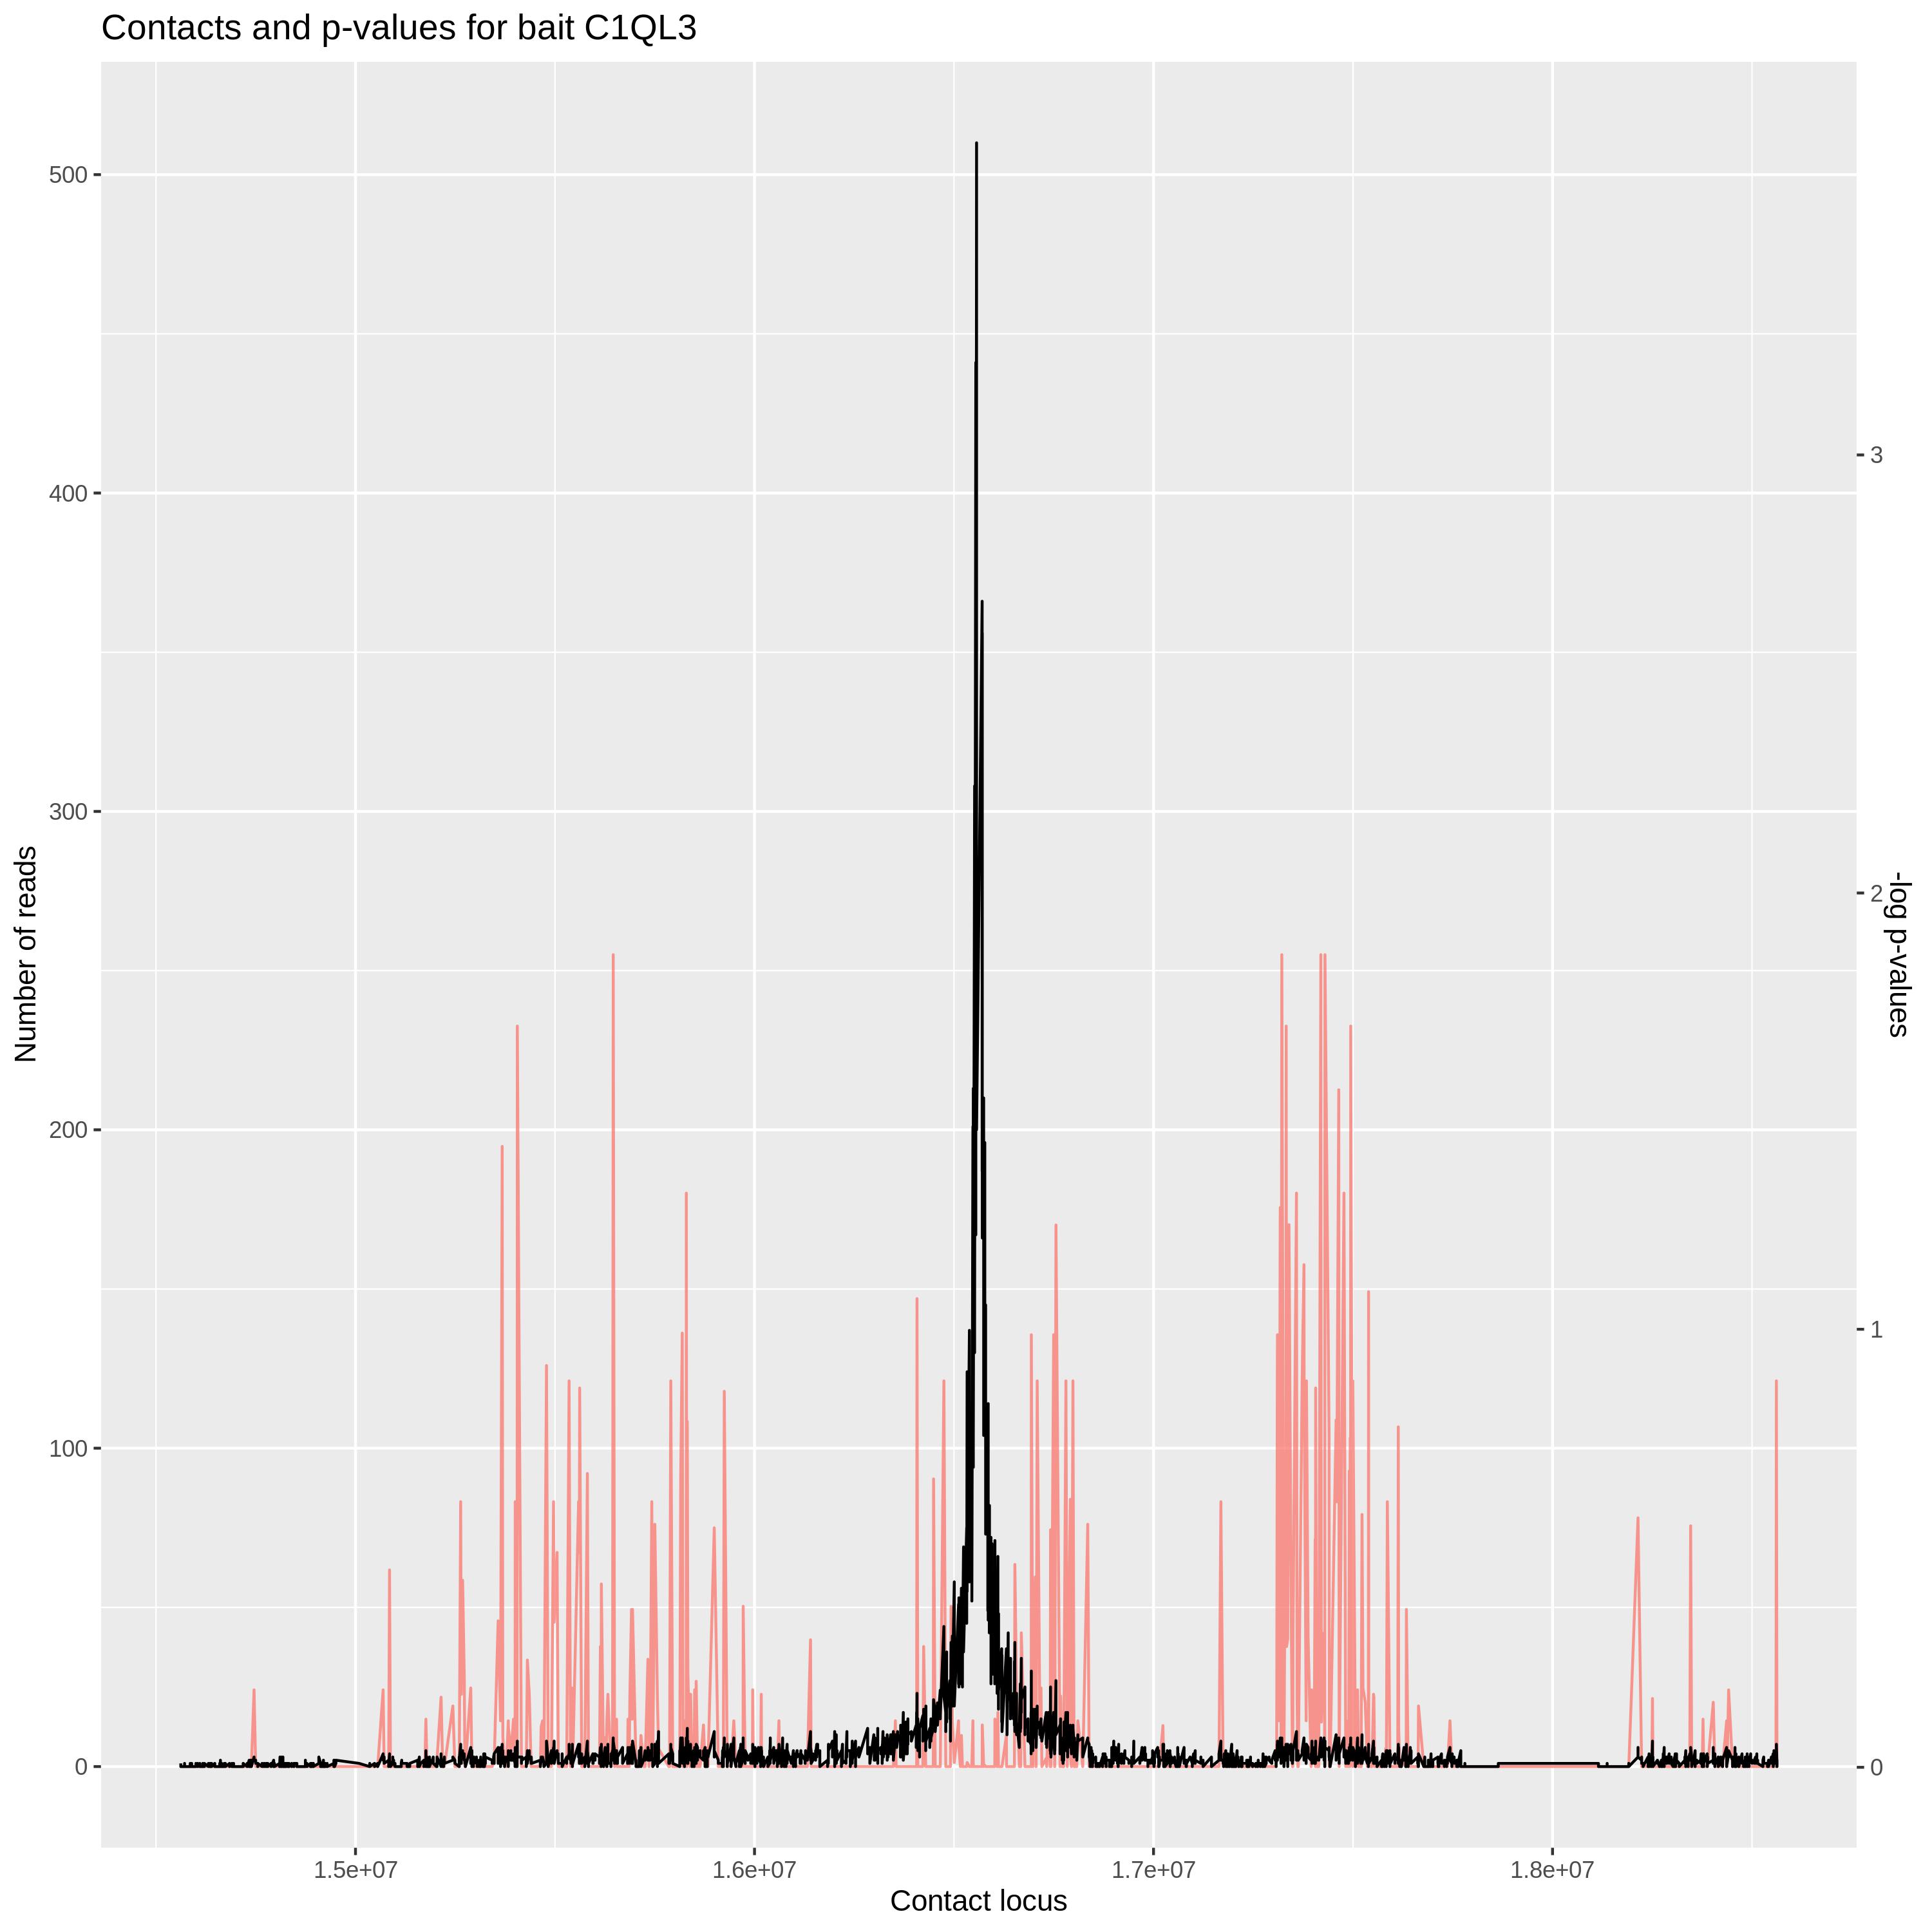 Contacts and p-values for bait C1QL3
500
400
300
200
100
0
Number of reads
3
2
1
0
-log p-values
1.5e+07
1.6e+07
1.7e+07
1.8e+07
Contact locus